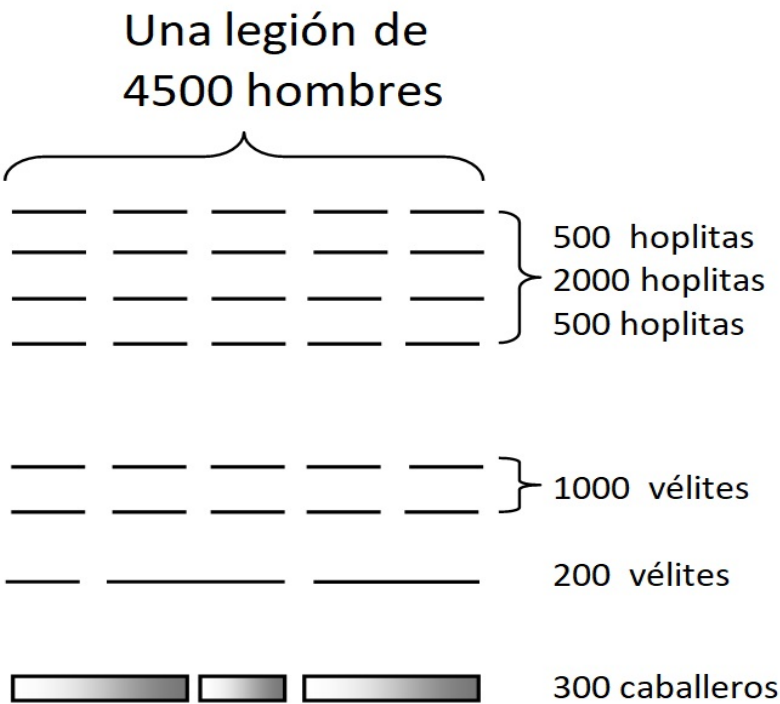 Una legión de
4500 hombres
500 hoplitas
2000 hoplitas
500 hoplitas
1000 vélites
200 vélites
300 caballeros